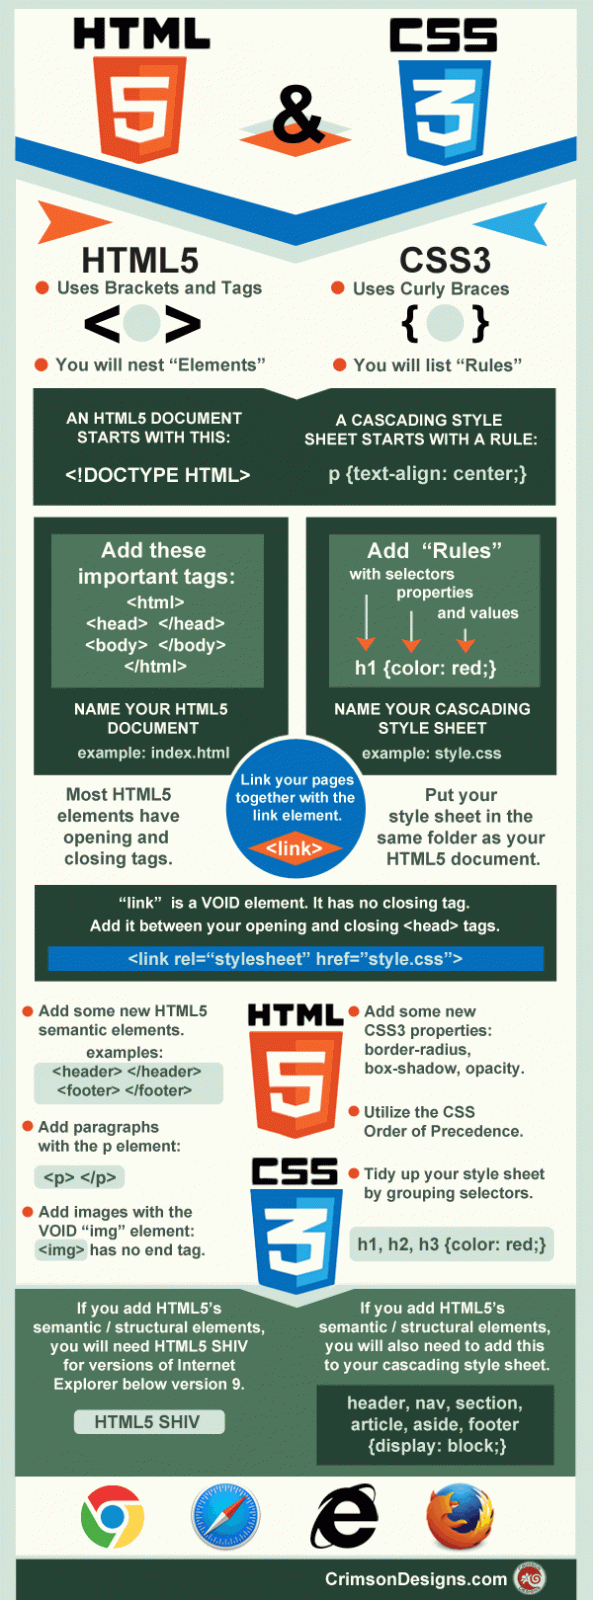 HTML
CSS
5
&
3
HTML5
Uses Brackets and Tags
< >
You will nest “Elements”
CSS3
Uses Curly Braces
{ }
You will list “Rules”
AN HTML5 DOCUMENT
STARTS WITH THIS:
<!DOCTYPE HTML>
A CASCADING STYLE
SHEET STARTS WITH A RULE:
p {text-align: center;}
Add these
important tags:
<html>
<head> </head>
<body> </body>
</html>
NAME YOUR HTML5
DOCUMENT
example: index.html
Add “Rules”
with selectors
properties
and values
h1 {color: red;}
NAME YOUR CASCADING
STYLE SHEET
example: style.css
Most HTML5
elements have
opening and
closing tags.
Link your pages
together with the
link element.
<link>
Put your
style sheet in the
same folder as your
HTML5 document.
“link” is a VOID element. It has no closing tag.
Add it between your opening and closing <head> tags.
<link rel=“stylesheet” href=”style.css”>
Add some new HTML5
semantic elements.
examples:
<header> </header>
<footer> </footer>
Add paragraphs
with the p element:
<p> </p>
Add images with the
VOID “img” element:
<img> has no end tag.
HTML
5
CSS
3
Add some new
CSS3 properties:
border-radius,
box-shadow, opacity.
Utilize the CSS
Order of Precedence.
Tidy up your style sheet
by grouping selectors.
h1, h2, h3 {color: red;}
If you add HTML5’s
semantic / structural elements,
you will need HTML5 SHIV
for versions of Internet
Explorer below version 9.
HTML5 SHIV
If you add HTML5’s
semantic / structural elements,
you will also need to add this
to your cascading style sheet.
header, nav, section,
article, aside, footer
{display: block;}
CrimsonDesigns.com